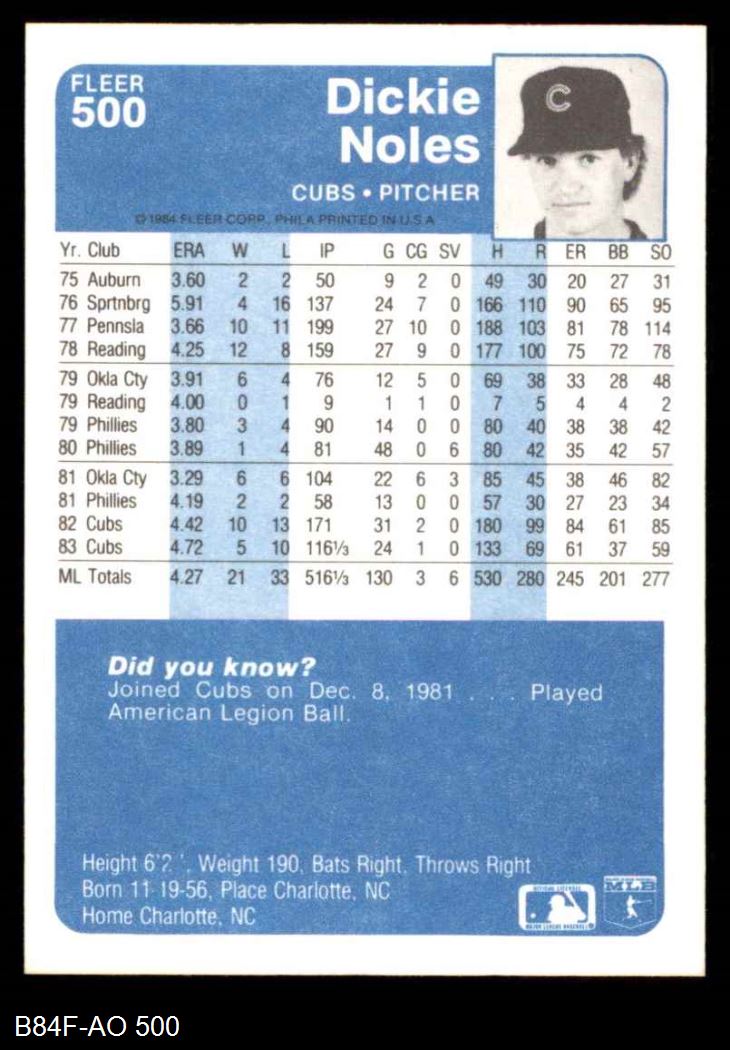 FLEER
500
Dickie
Noles
CUBS • PITCHER
© 1984 FLEER CORP., PHILA PRINTED IN U.S.A
Yr. Club ERA W L IP G CG SV H R ER BB SO
75 Auburn 3.60 2 2 50 9 2 0 49 30 20 27 31
76 Sprtnbrg 5.91 4 16 137 24 7 0 166 110 90 65 95
77 Pennsla 3.66 10 11 199 27 10 0 188 103 81 78 114
78 Reading 4.25 12 8 159 27 9 0 177 100 75 72 78
79 Okla Cty 3.91 6 4 76 12 5 0 69 38 33 28 48
79 Reading 4.00 0 1 9 1 1 0 7 5 4 4 2
79 Phillies 3.80 3 4 90 14 0 0 80 40 38 38 42
80 Phillies 3.89 1 4 81 48 0 6 80 42 35 42 57
81 Okla Cty 3.29 6 6 104 22 6 3 85 45 38 46 82
81 Phillies 4.19 2 2 58 13 0 0 57 30 27 23 34
82 Cubs 4.42 10 13 171 31 2 0 180 99 84 61 85
83 Cubs 4.72 5 10 116⅓ 24 1 0 133 69 61 37 59
ML Totals 4.27 21 33 516⅓ 130 3 6 530 280 245 201 277
Did you know?
Joined Cubs on Dec. 8, 1981 . . . Played
American Legion Ball.
Height 6'2 ', Weight 190, Bats Right, Throws Right
Born 11-19-56, Place Charlotte, NC
Home Charlotte, NC
OFFICIAL LICENSEE
MAJOR LEAGUE BASEBALL
MLB
B84F-AO 500